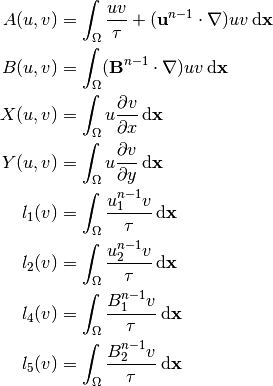 A(u, v) = ∫_Ω uv/τ + (𝐮^{n−1} · ∇)uv d𝐱
B(u, v) = ∫_Ω (𝐁^{n−1} · ∇)uv d𝐱
X(u, v) = ∫_Ω u ∂v/∂x d𝐱
Y(u, v) = ∫_Ω u ∂v/∂y d𝐱
l_1(v) = ∫_Ω u_1^{n−1}v/τ d𝐱
l_2(v) = ∫_Ω u_2^{n−1}v/τ d𝐱
l_4(v) = ∫_Ω B_1^{n−1}v/τ d𝐱
l_5(v) = ∫_Ω B_2^{n−1}v/τ d𝐱